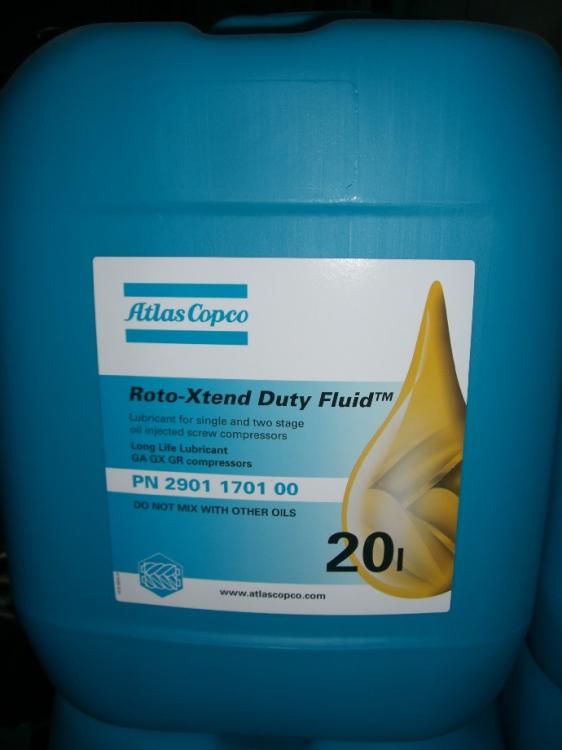 Atlas Copco
Roto-Xtend Duty Fluid™
Lubricant for single and two stage
oil injected screw compressors
Long Life Lubricant
GA GX GR compressors
PN 2901 1701 00
DO NOT MIX WITH OTHER OILS
20l
www.atlascopco.com